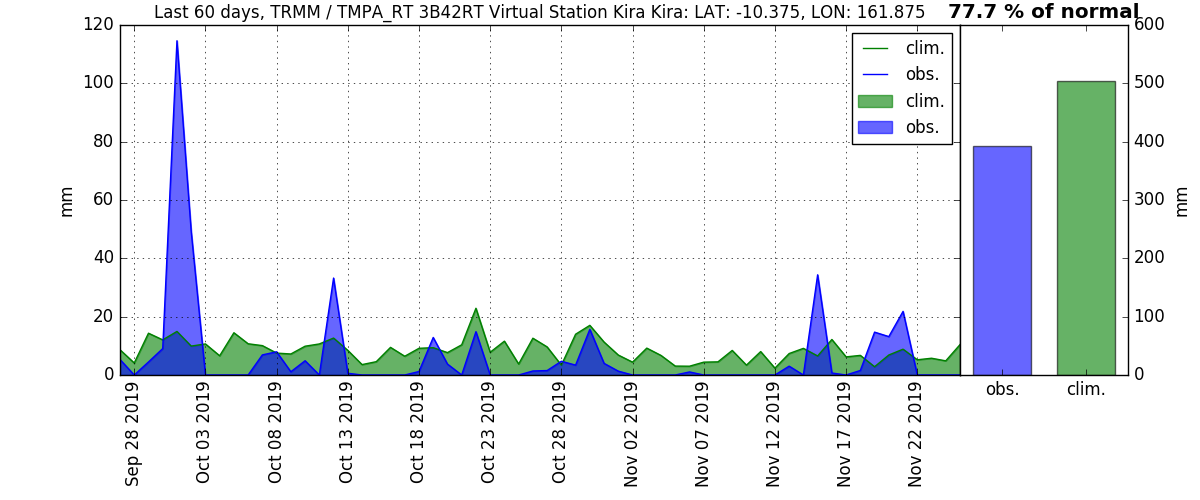 Last 60 days, TRMM / TMPA_RT 3B42RT Virtual Station Kira Kira: LAT: -10.375, LON: 161.875
77.7 % of normal
120
100
80
60
40
20
0
mm
clim.
obs.
clim.
obs.
Sep 28 2019
Oct 03 2019
Oct 08 2019
Oct 13 2019
Oct 18 2019
Oct 23 2019
Oct 28 2019
Nov 02 2019
Nov 07 2019
Nov 12 2019
Nov 17 2019
Nov 22 2019
600
500
400
300
200
100
0
mm
obs.
clim.